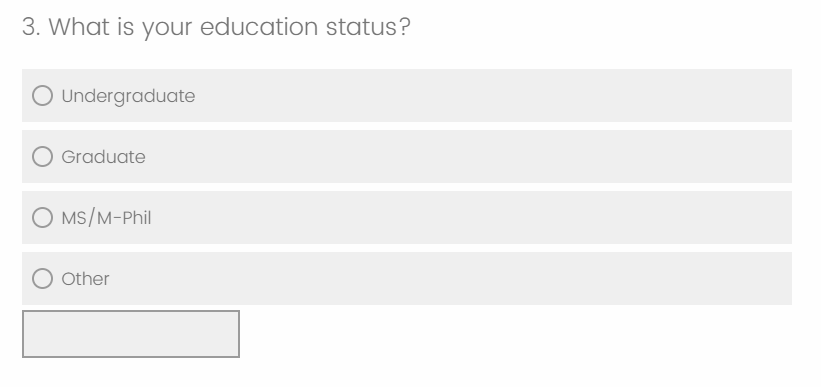 3. What is your education status?
Undergraduate
Graduate
MS/M-Phil
Other